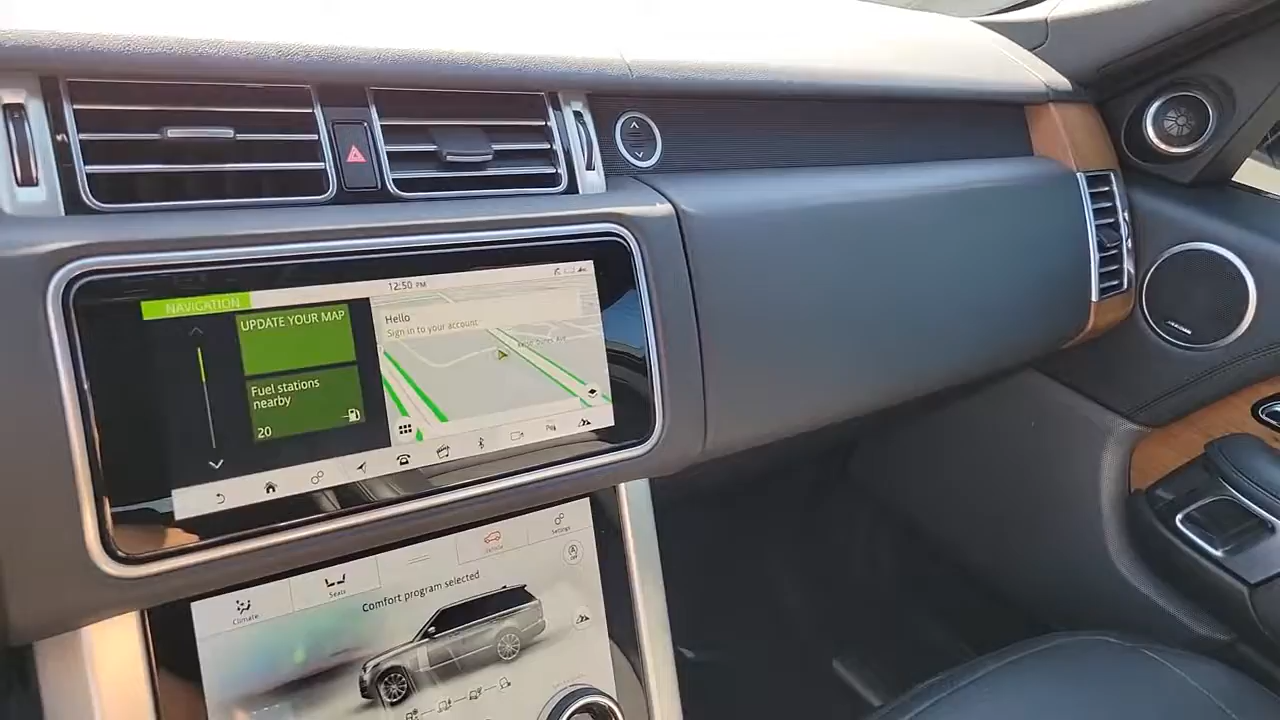 12:50 PM
NAVIGATION
UPDATE YOUR MAP
Hello
Sign in to your account
Fuel stations
nearby
20
Climate
Seats
Vehicle
Settings
Comfort program selected
OFF